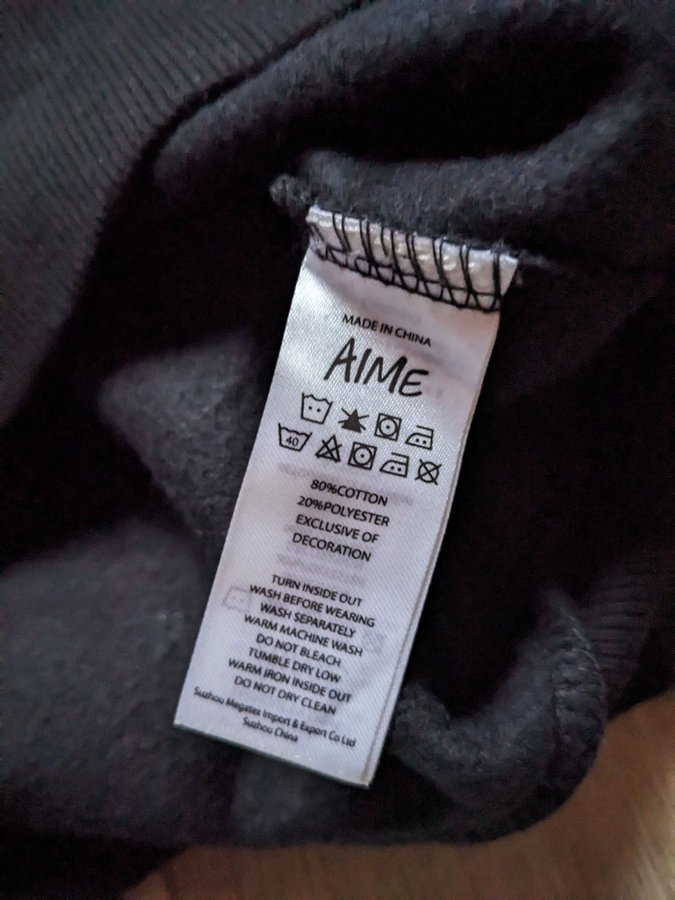 MADE IN CHINA
AIME
40
80%COTTON
20%POLYESTER
EXCLUSIVE OF
DECORATION
TURN INSIDE OUT
WASH BEFORE WEARING
WASH SEPARATELY
WARM MACHINE WASH
DO NOT BLEACH
TUMBLE DRY LOW
WARM IRON INSIDE OUT
DO NOT DRY CLEAN
Suzhou Megatex Import & Export Co Ltd
Suzhou China